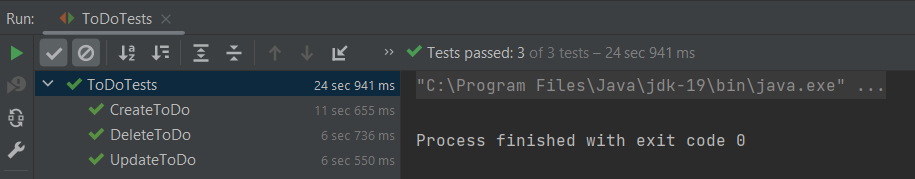 Run: ToDoTests ×
Tests passed: 3 of 3 tests – 24 sec 941 ms
ToDoTests 24 sec 941 ms
CreateToDo 11 sec 655 ms
DeleteToDo 6 sec 736 ms
UpdateToDo 6 sec 550 ms
"C:\Program Files\Java\jdk-19\bin\java.exe" ...
Process finished with exit code 0